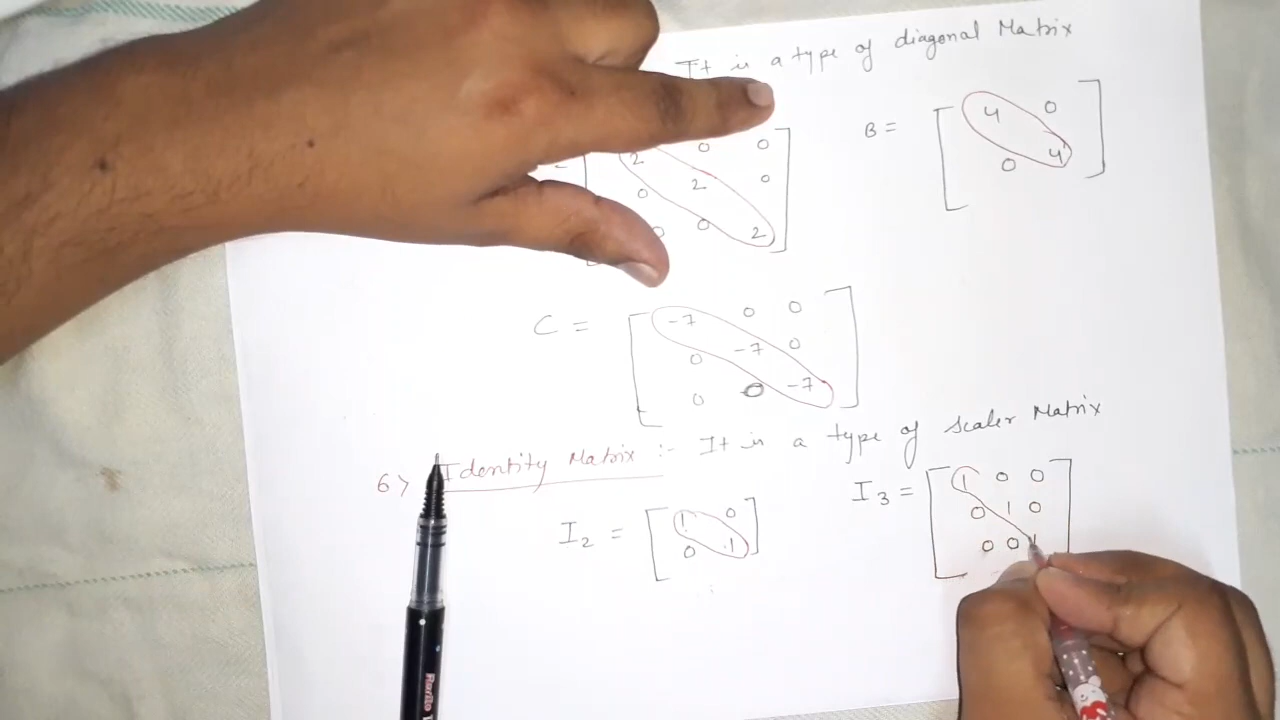 It is a type of diagonal Matrix
2 0 0
0 2 0
0 0 2
B =
4 0
0 4
C =
-7 0 0
0 -7 0
0 0 -7
6> Identity Matrix :- It is a type of Scaler Matrix
I2 =
1 0
0 1
I3 =
1 0 0
0 1 0
0 0 1